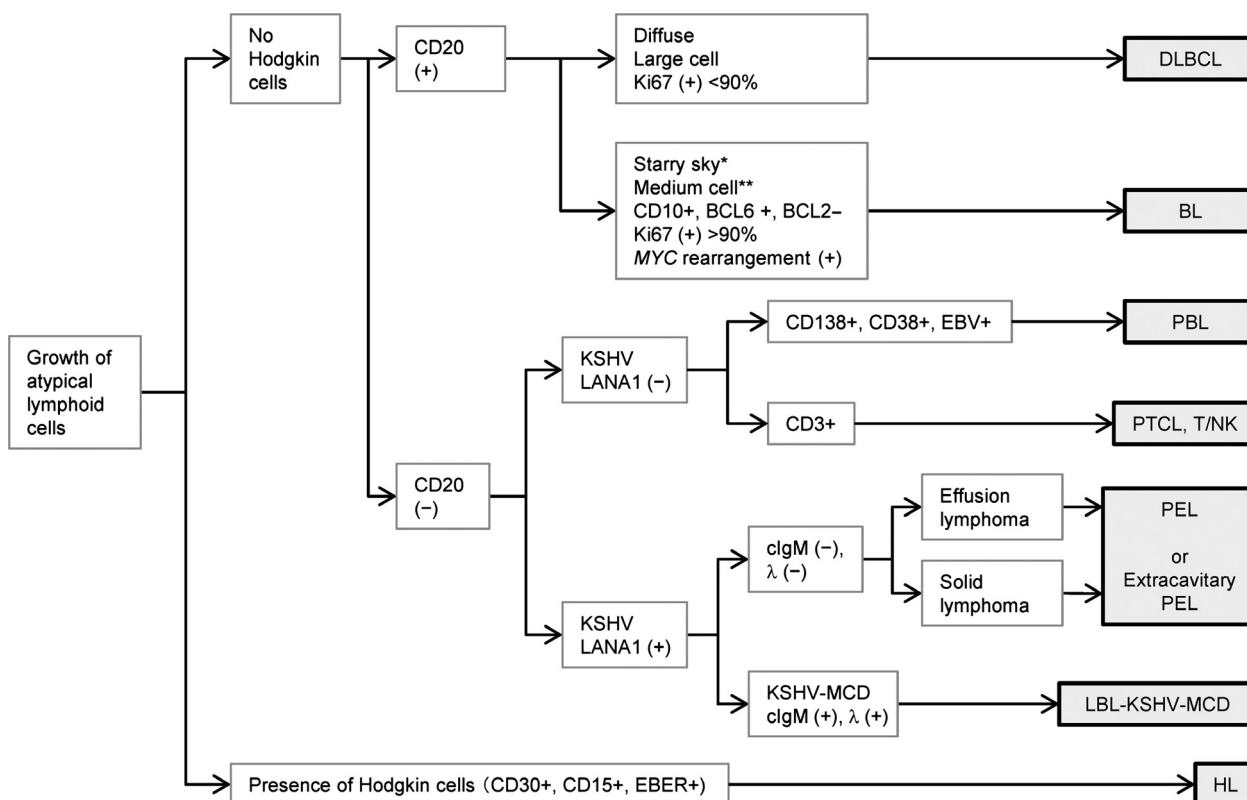 No
Hodgkin
cells
CD20
(+)
Diffuse
Large cell
Ki67 (+) <90%
DLBCL
Starry sky*
Medium cell**
CD10+, BCL6 +, BCL2−
Ki67 (+) >90%
MYC rearrangement (+)
BL
Growth of
atypical
lymphoid
cells
CD20
(−)
KSHV
LANA1 (−)
CD138+, CD38+, EBV+
PBL
CD3+
PTCL, T/NK
KSHV
LANA1 (+)
cIgM (−),
λ (−)
Effusion
lymphoma
Solid
lymphoma
PEL
or
Extracavitary
PEL
KSHV-MCD
cIgM (+), λ (+)
LBL-KSHV-MCD
Presence of Hodgkin cells (CD30+, CD15+, EBER+)
HL